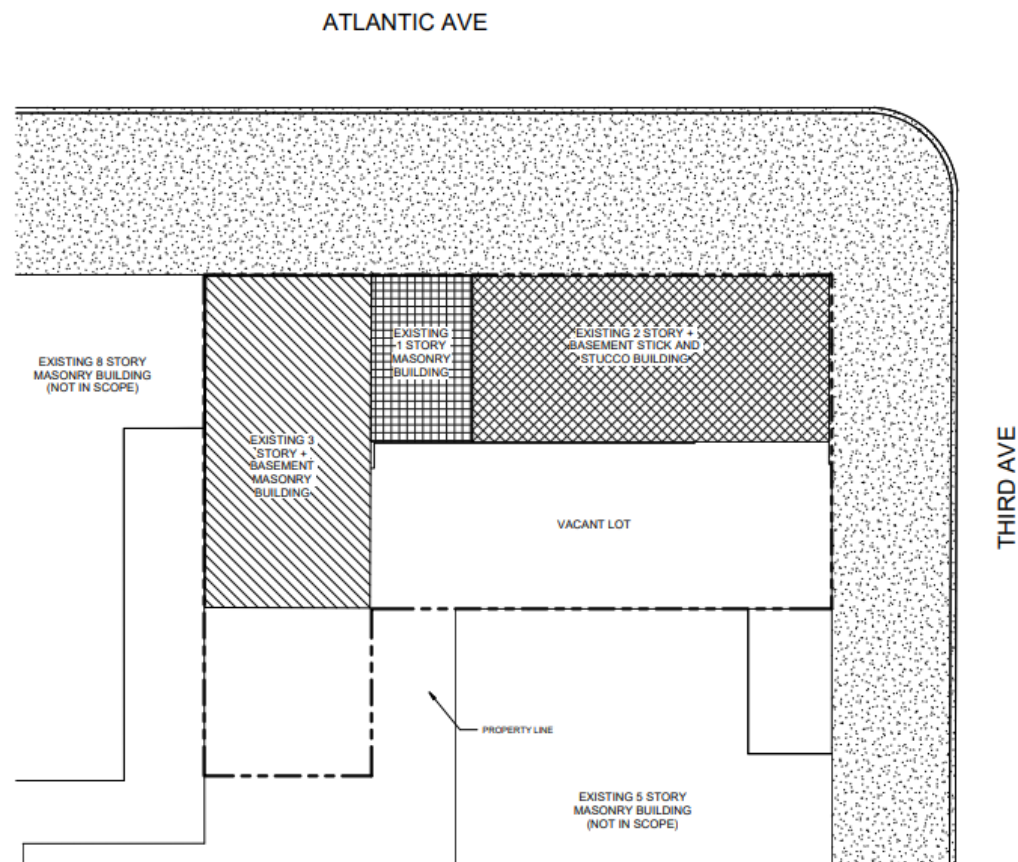 ATLANTIC AVE
EXISTING 8 STORY
MASONRY BUILDING
(NOT IN SCOPE)
EXISTING
1 STORY
MASONRY
BUILDING
EXISTING 2 STORY +
BASEMENT STICK AND
STUCCO BUILDING
EXISTING 3
STORY +
BASEMENT
MASONRY
BUILDING
VACANT LOT
THIRD AVE
PROPERTY LINE
EXISTING 5 STORY
MASONRY BUILDING
(NOT IN SCOPE)